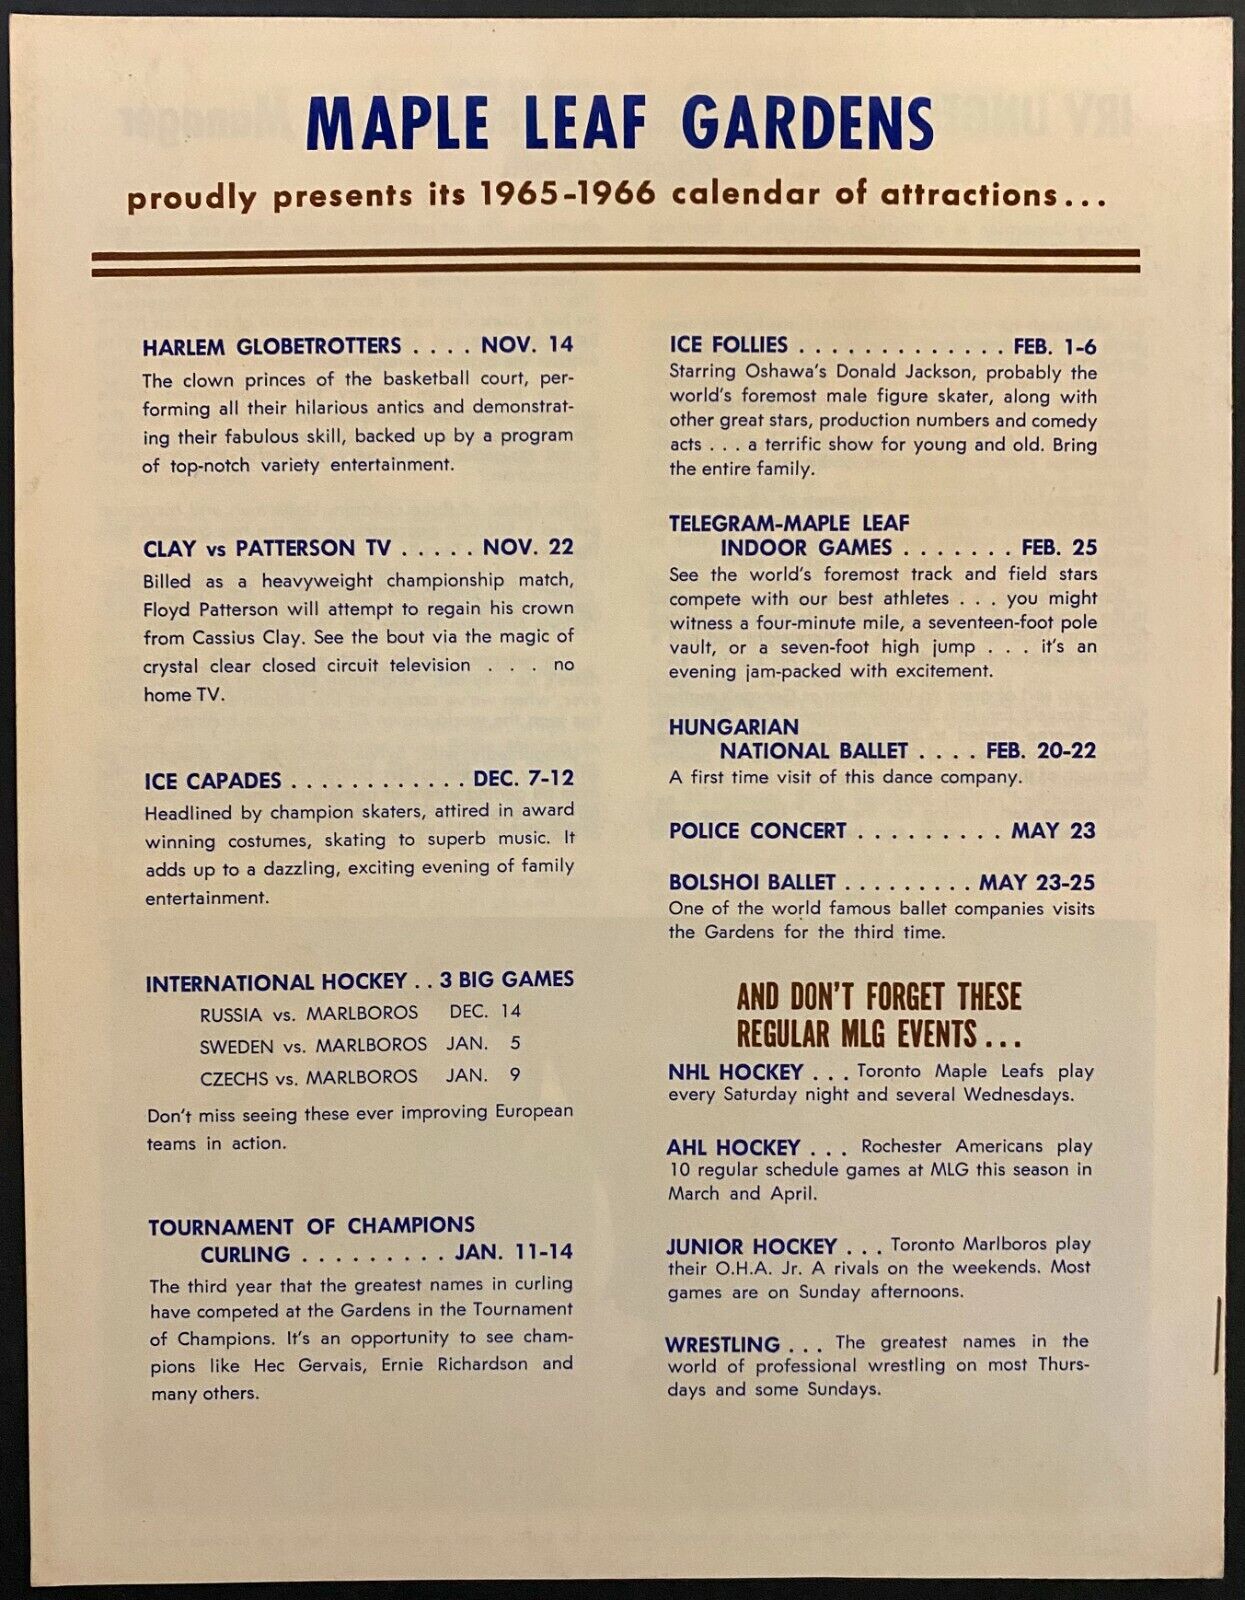 MAPLE LEAF GARDENS
proudly presents its 1965-1966 calendar of attractions...
HARLEM GLOBETROTTERS . . . . NOV. 14
The clown princes of the basketball court, per-
forming all their hilarious antics and demonstrat-
ing their fabulous skill, backed up by a program
of top-notch variety entertainment.
CLAY vs PATTERSON TV . . . . . NOV. 22
Billed as a heavyweight championship match,
Floyd Patterson will attempt to regain his crown
from Cassius Clay. See the bout via the magic of
crystal clear closed circuit television . . . no
home TV.
ICE CAPADES . . . . . . . . . . . . DEC. 7-12
Headlined by champion skaters, attired in award
winning costumes, skating to superb music. It
adds up to a dazzling, exciting evening of family
entertainment.
INTERNATIONAL HOCKEY . . 3 BIG GAMES
RUSSIA vs. MARLBOROS DEC. 14
SWEDEN vs. MARLBOROS JAN. 5
CZECHS vs. MARLBOROS JAN. 9
Don't miss seeing these ever improving European
teams in action.
TOURNAMENT OF CHAMPIONS
CURLING . . . . . . . . . JAN. 11-14
The third year that the greatest names in curling
have competed at the Gardens in the Tournament
of Champions. It's an opportunity to see cham-
pions like Hec Gervais, Ernie Richardson and
many others.
ICE FOLLIES . . . . . . . . . . . . . FEB. 1-6
Starring Oshawa's Donald Jackson, probably the
world's foremost male figure skater, along with
other great stars, production numbers and comedy
acts . . . a terrific show for young and old. Bring
the entire family.
TELEGRAM-MAPLE LEAF
INDOOR GAMES . . . . . . . FEB. 25
See the world's foremost track and field stars
compete with our best athletes . . . you might
witness a four-minute mile, a seventeen-foot pole
vault, or a seven-foot high jump . . . it's an
evening jam-packed with excitement.
HUNGARIAN
NATIONAL BALLET . . . . FEB. 20-22
A first time visit of this dance company.
POLICE CONCERT . . . . . . . . . MAY 23
BOLSHOI BALLET . . . . . . . . . MAY 23-25
One of the world famous ballet companies visits
the Gardens for the third time.
AND DON'T FORGET THESE
REGULAR MLG EVENTS...
NHL HOCKEY . . . Toronto Maple Leafs play
every Saturday night and several Wednesdays.
AHL HOCKEY . . . Rochester Americans play
10 regular schedule games at MLG this season in
March and April.
JUNIOR HOCKEY . . . Toronto Marlboros play
their O.H.A. Jr. A rivals on the weekends. Most
games are on Sunday afternoons.
WRESTLING . . . The greatest names in the
world of professional wrestling on most Thurs-
days and some Sundays.